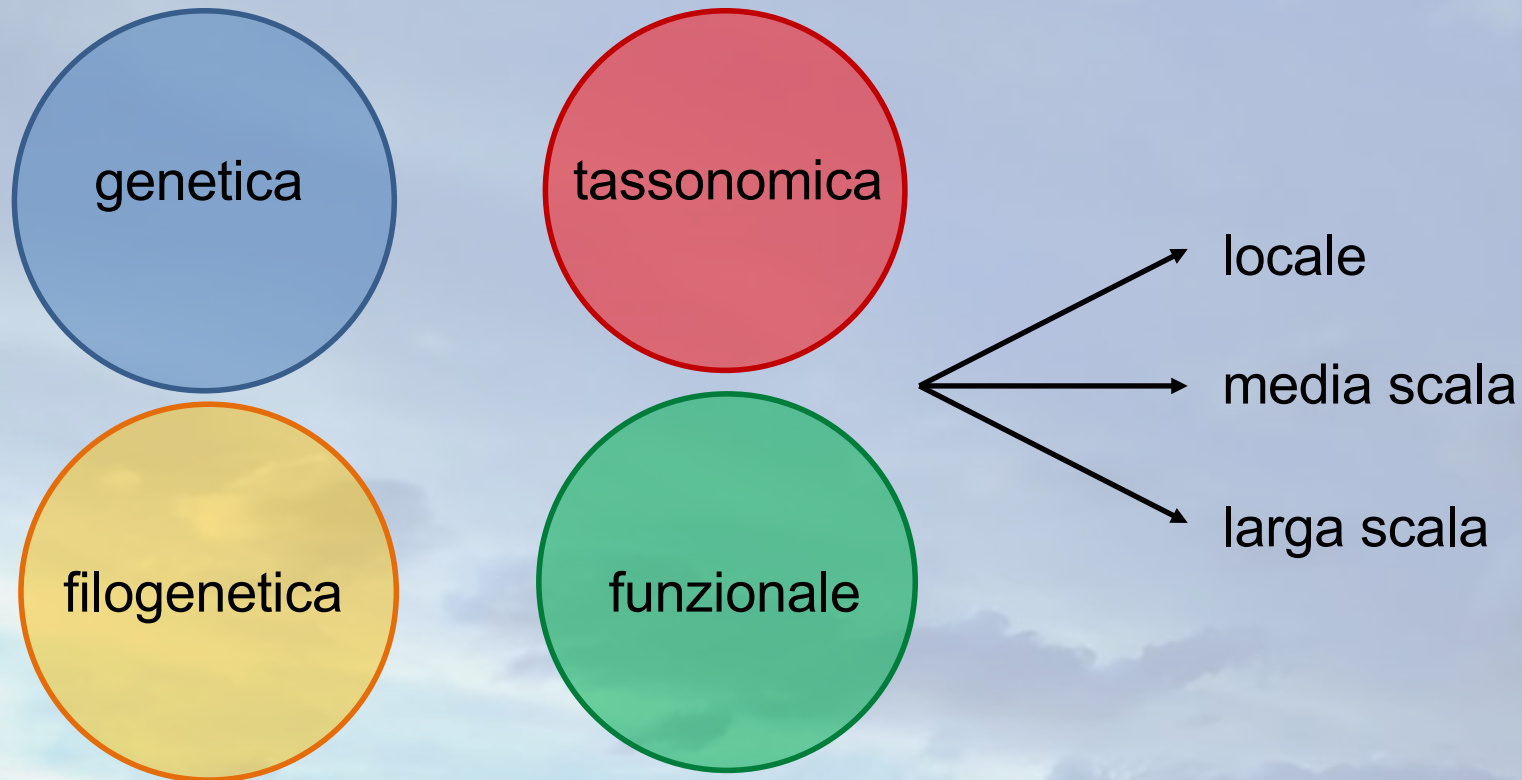 genetica
tassonomica
locale
media scala
larga scala
filogenetica
funzionale